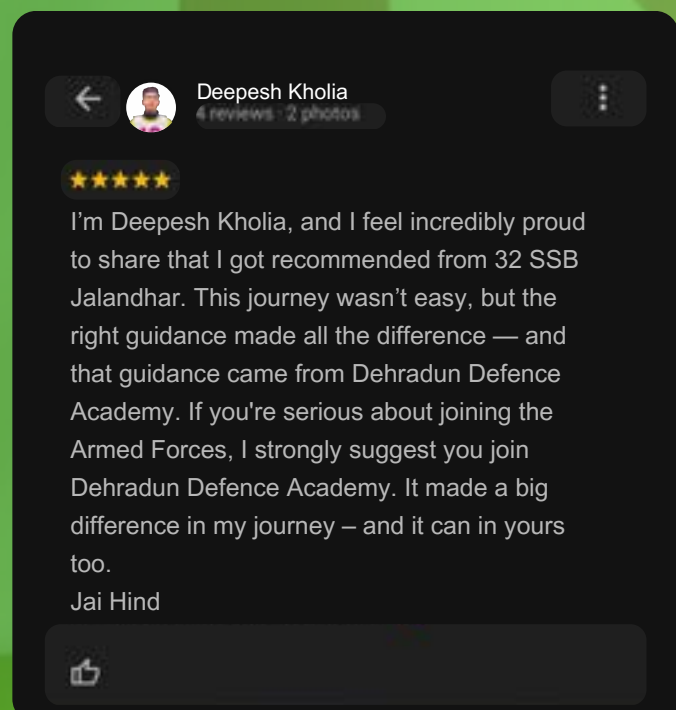 Deepesh Kholia
4 reviews · 2 photos
I’m Deepesh Kholia, and I feel incredibly proud
to share that I got recommended from 32 SSB
Jalandhar. This journey wasn’t easy, but the
right guidance made all the difference — and
that guidance came from Dehradun Defence
Academy. If you're serious about joining the
Armed Forces, I strongly suggest you join
Dehradun Defence Academy. It made a big
difference in my journey – and it can in yours
too.
Jai Hind